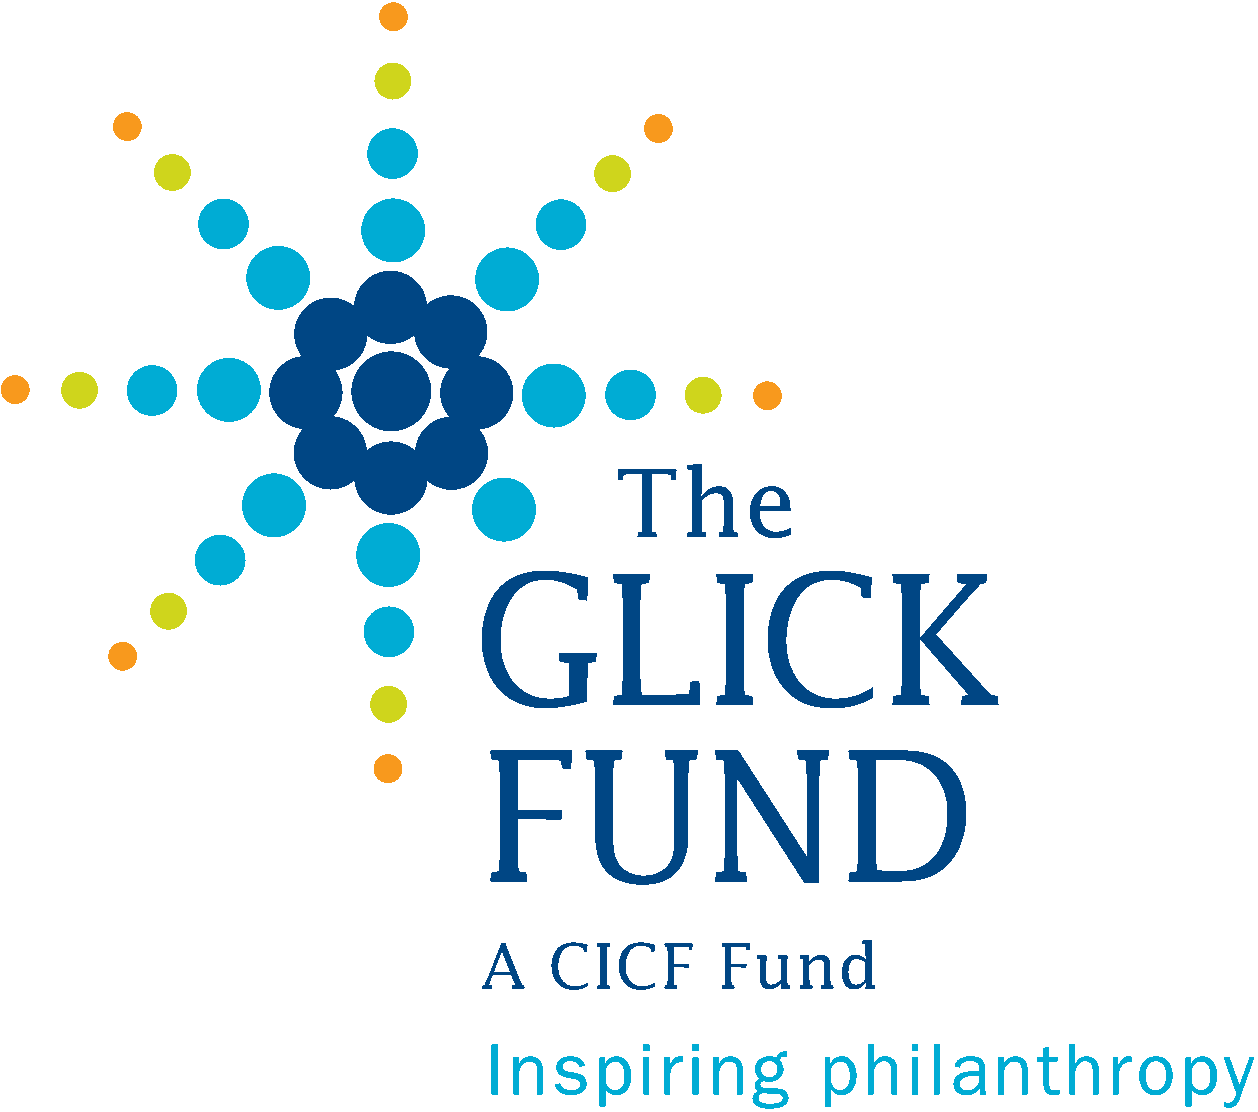 The
GLICK
FUND
A CICF Fund
Inspiring philanthropy